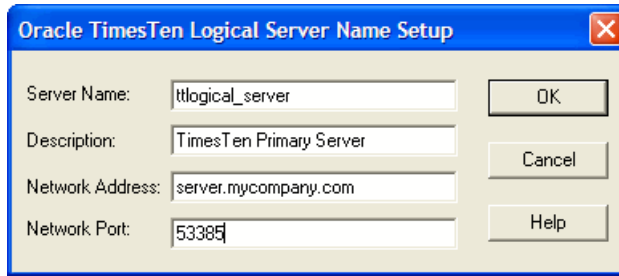 Oracle TimesTen Logical Server Name Setup
Server Name: ttlogical_server
OK
Description: TimesTen Primary Server
Cancel
Network Address: server.mycompany.com
Network Port: 53385
Help